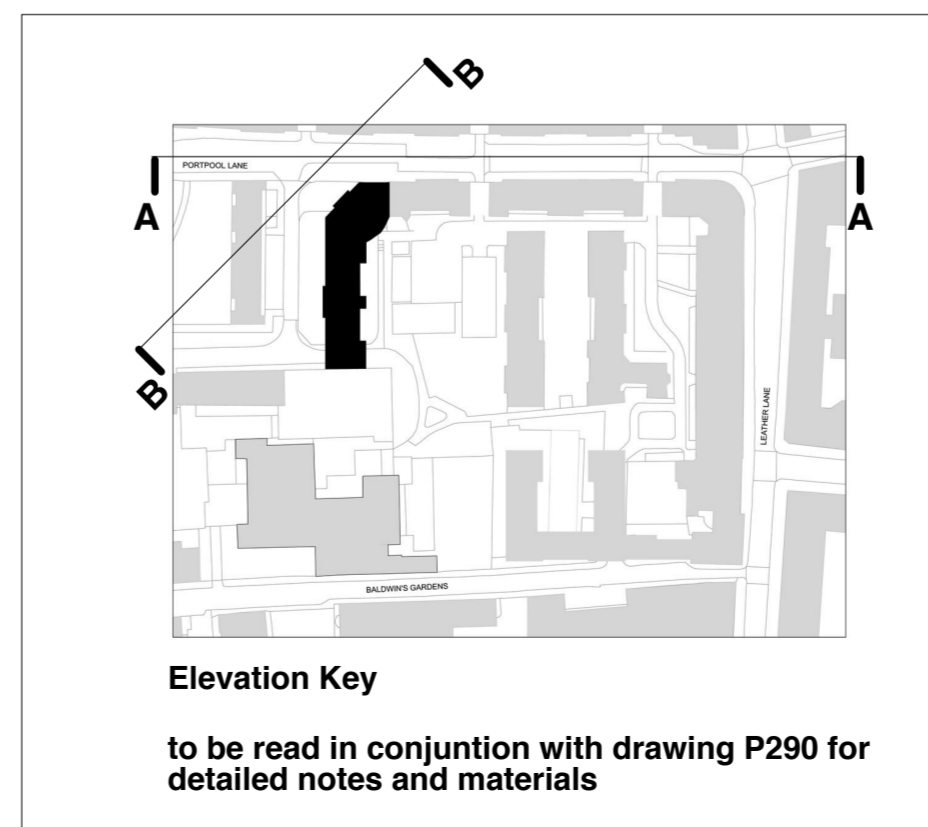 B
PORTPOOL LANE
A
A
B
LEATHER LANE
BALDWIN'S GARDENS
Elevation Key
to be read in conjuntion with drawing P290 for
detailed notes and materials